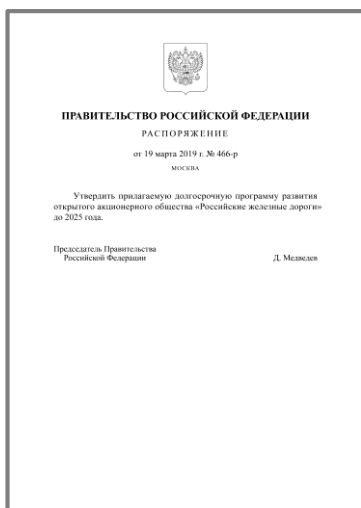 ПРАВИТЕЛЬСТВО РОССИЙСКОЙ ФЕДЕРАЦИИ
РАСПОРЯЖЕНИЕ
от 19 марта 2019 г. № 466-р
МОСКВА
Утвердить прилагаемую долгосрочную программу развития
открытого акционерного общества «Российские железные дороги»
до 2025 года.
Председатель Правительства
Российской Федерации
Д. Медведев